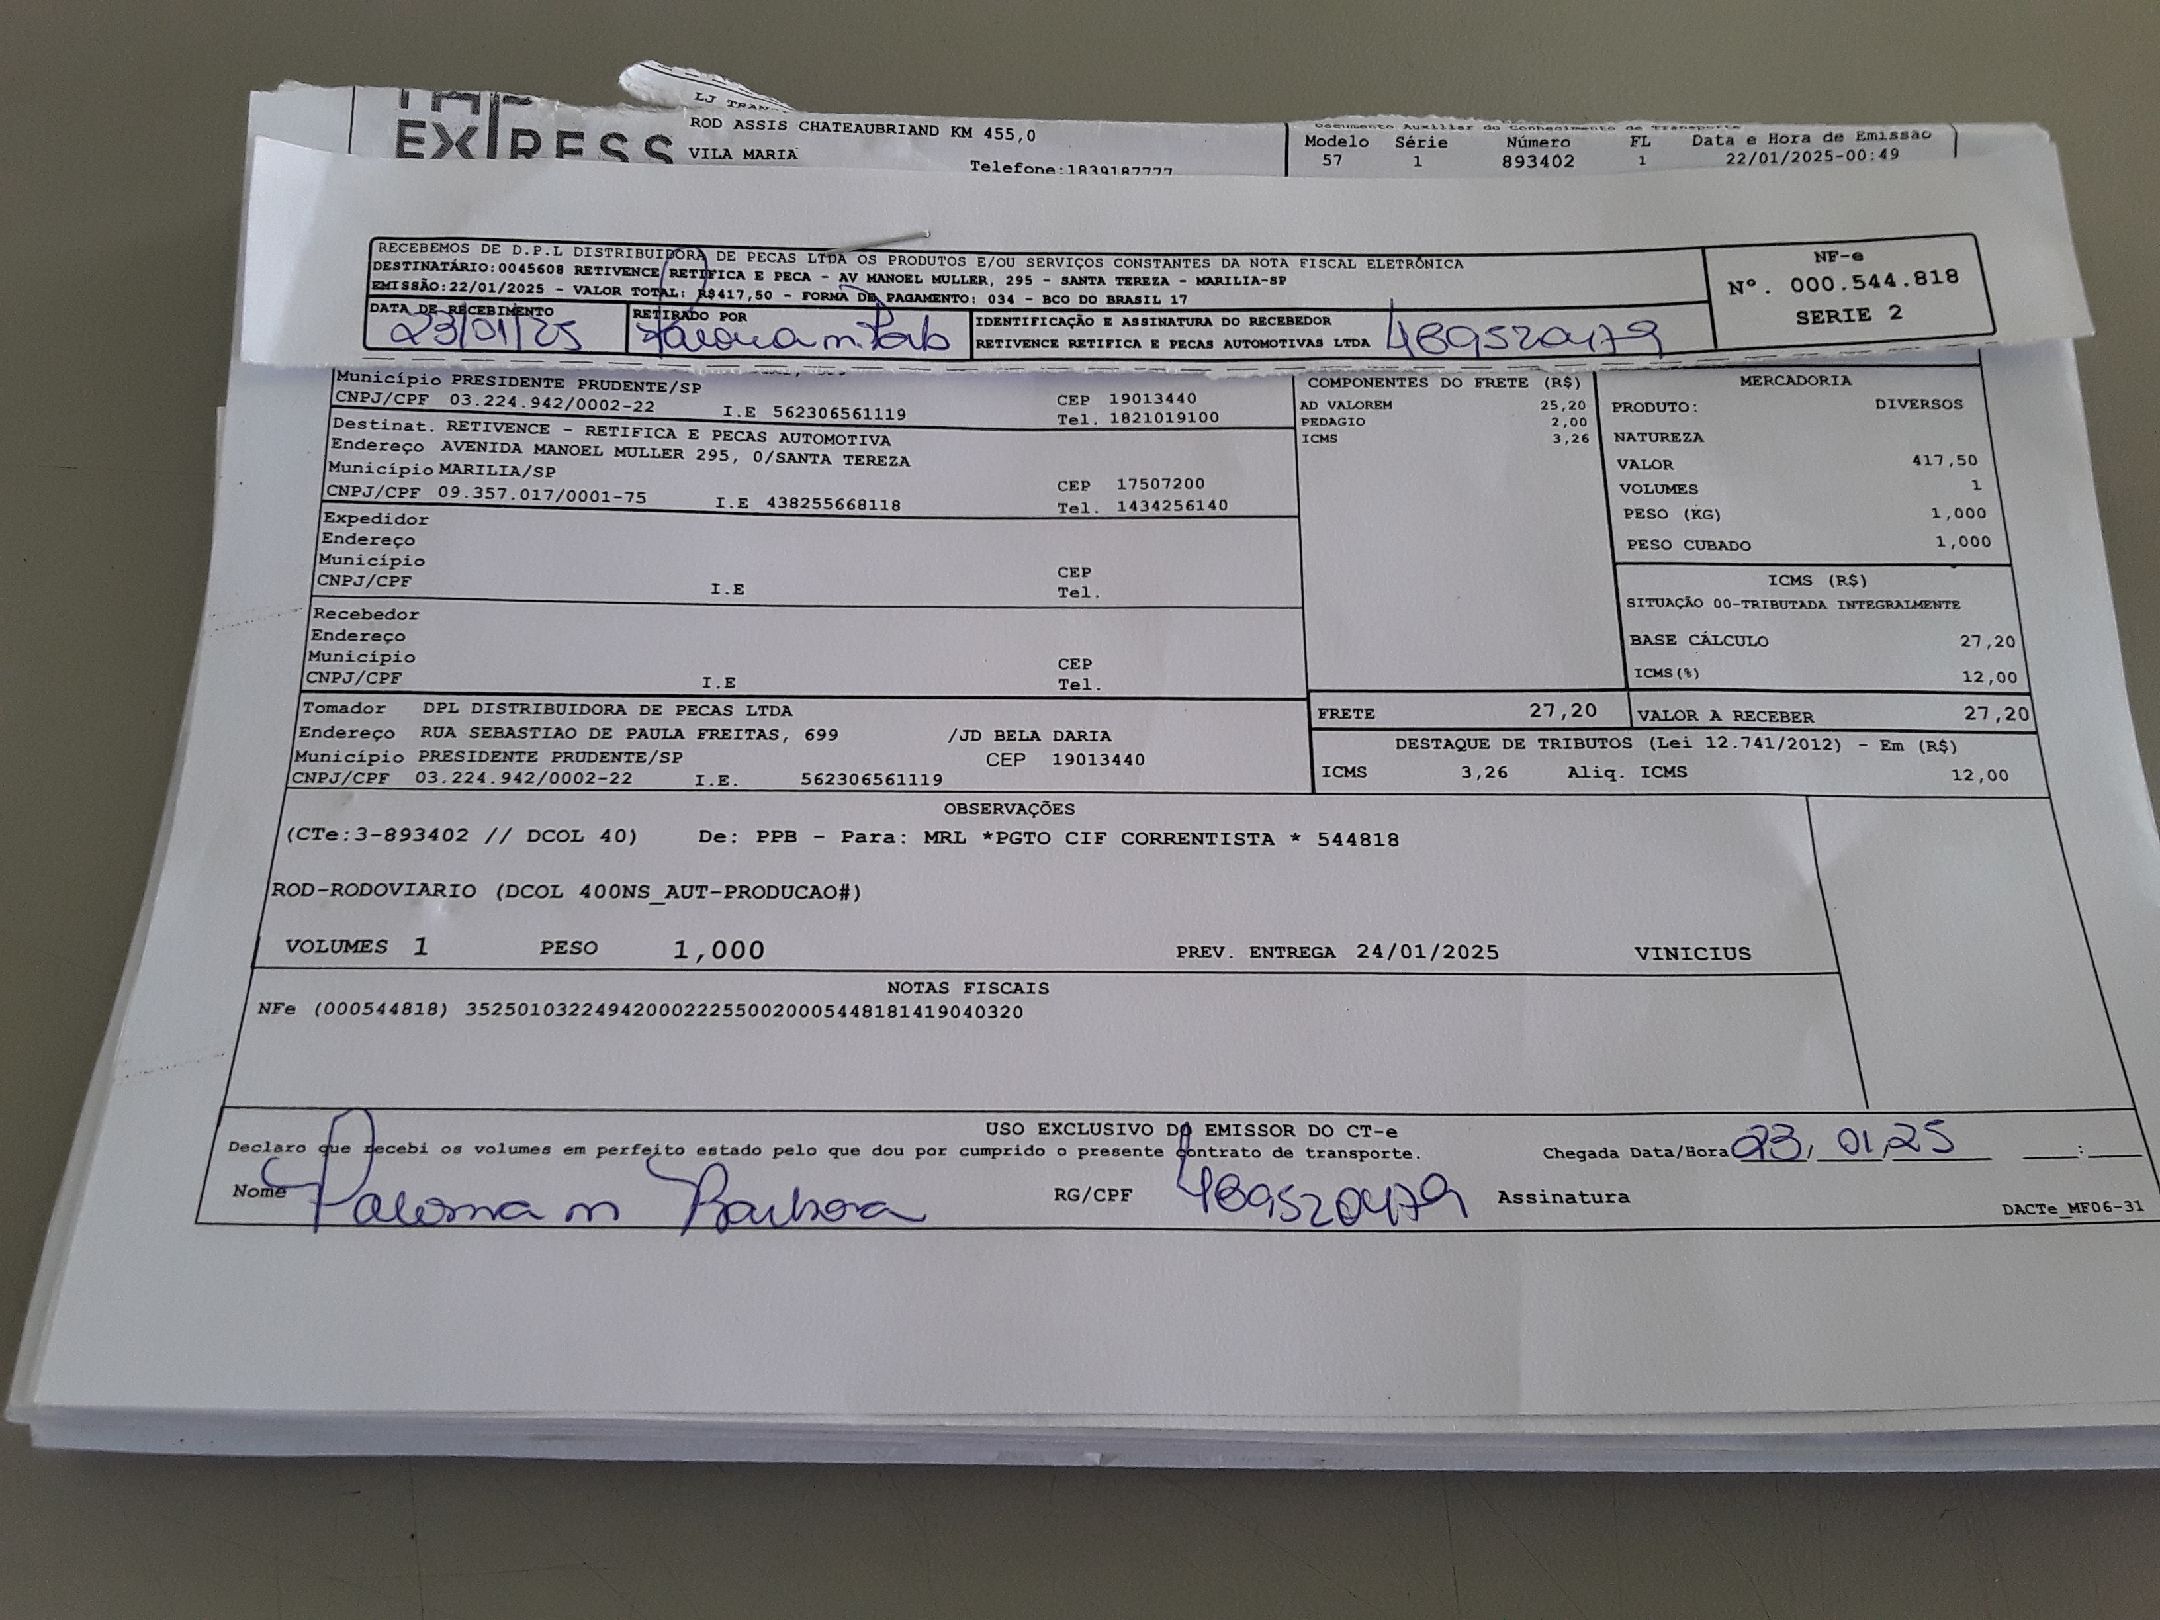 EXPRESS
LJ TRAN
ROD ASSIS CHATEAUBRIAND KM 455,0
VILA MARIA
Telefone:1839187777
Documento Auxiliar do Conhecimento de Transporte
Modelo Série Número FL Data e Hora de Emissão
57 1 893402 1 22/01/2025-00:49
RECEBEMOS DE D.P.L DISTRIBUIDORA DE PECAS LTDA OS PRODUTOS E/OU SERVIÇOS CONSTANTES DA NOTA FISCAL ELETRÔNICA
DESTINATÁRIO:0045608 RETIVENCE RETIFICA E PECA - AV MANOEL MULLER, 295 - SANTA TEREZA - MARILIA-SP
EMISSÃO:22/01/2025 - VALOR TOTAL: R$417,50 - FORMA DE PAGAMENTO: 034 - BCO DO BRASIL 17
NF-e
Nº. 000.544.818
SERIE 2
DATA DE RECEBIMENTO
23/01/25
RETIRADO POR
Paloma m.
IDENTIFICAÇÃO E ASSINATURA DO RECEBEDOR
RETIVENCE RETIFICA E PECAS AUTOMOTIVAS LTDA 489520479
Município PRESIDENTE PRUDENTE/SP CEP 19013440
CNPJ/CPF 03.224.942/0002-22 I.E 562306561119 Tel. 1821019100
Destinat. RETIVENCE - RETIFICA E PECAS AUTOMOTIVA
Endereço AVENIDA MANOEL MULLER 295, 0/SANTA TEREZA
Município MARILIA/SP CEP 17507200
CNPJ/CPF 09.357.017/0001-75 I.E 438255668118 Tel. 1434256140
Expedidor
Endereço
Município CEP
CNPJ/CPF I.E Tel.
Recebedor
Endereço
Município CEP
CNPJ/CPF I.E Tel.
Tomador DPL DISTRIBUIDORA DE PECAS LTDA
Endereço RUA SEBASTIAO DE PAULA FREITAS, 699 /JD BELA DARIA
Município PRESIDENTE PRUDENTE/SP CEP 19013440
CNPJ/CPF 03.224.942/0002-22 I.E. 562306561119
COMPONENTES DO FRETE (R$)
AD VALOREM 25,20
PEDAGIO 2,00
ICMS 3,26
MERCADORIA
PRODUTO: DIVERSOS
NATUREZA
VALOR 417,50
VOLUMES 1
PESO (KG) 1,000
PESO CUBADO 1,000
ICMS (R$)
SITUAÇÃO 00-TRIBUTADA INTEGRALMENTE
BASE CÁLCULO 27,20
ICMS(%) 12,00
FRETE 27,20 VALOR A RECEBER 27,20
DESTAQUE DE TRIBUTOS (Lei 12.741/2012) - Em (R$)
ICMS 3,26 Aliq. ICMS 12,00
OBSERVAÇÕES
(CTe:3-893402 // DCOL 40) De: PPB - Para: MRL *PGTO CIF CORRENTISTA * 544818
ROD-RODOVIARIO (DCOL 400NS_AUT-PRODUCAO#)
VOLUMES 1 PESO 1,000 PREV. ENTREGA 24/01/2025 VINICIUS
NOTAS FISCAIS
NFe (000544818) 35250103224942000222550020005448181419040320
USO EXCLUSIVO DO EMISSOR DO CT-e
Declaro que recebi os volumes em perfeito estado pelo que dou por cumprido o presente contrato de transporte. Chegada Data/Hora 23, 01,25 :
Nome Paloma m Barbosa RG/CPF 489520479 Assinatura
DACTe_MF06-31